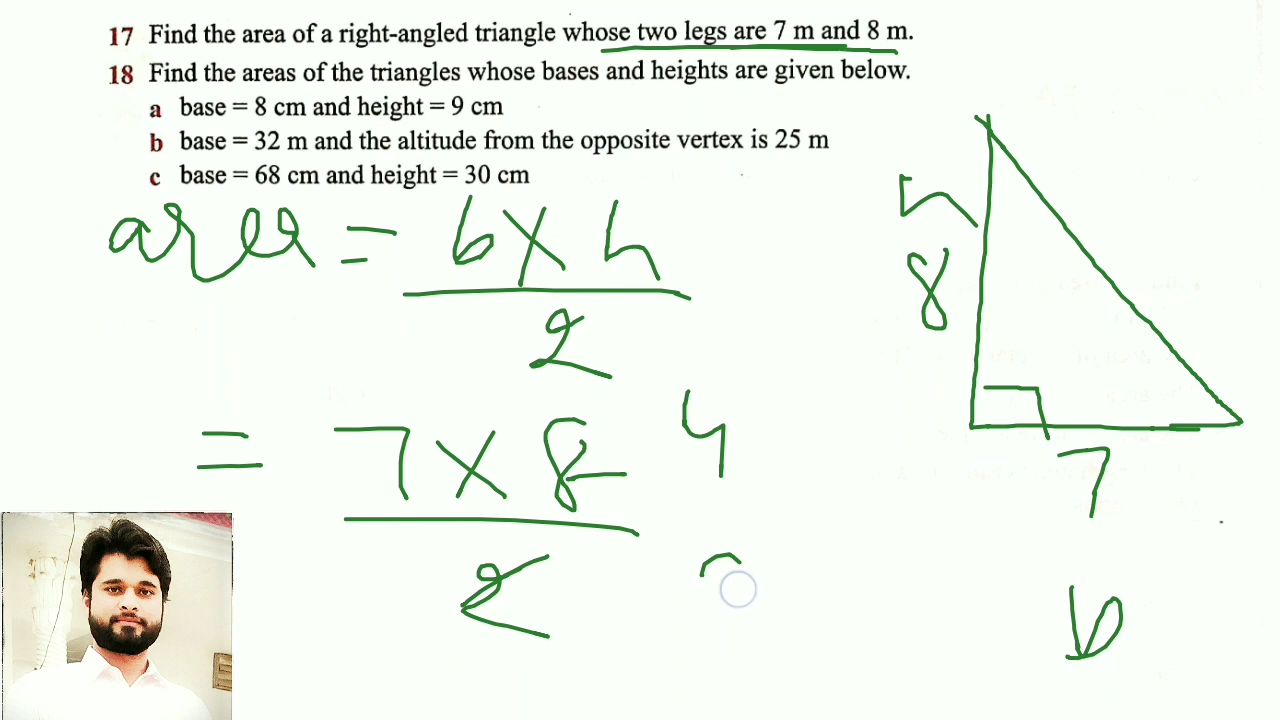 17 Find the area of a right-angled triangle whose two legs are 7 m and 8 m.
18 Find the areas of the triangles whose bases and heights are given below.
a base = 8 cm and height = 9 cm
b base = 32 m and the altitude from the opposite vertex is 25 m
c base = 68 cm and height = 30 cm
area = b × h
2
= 7 × 8 4
2
h
8
7
b